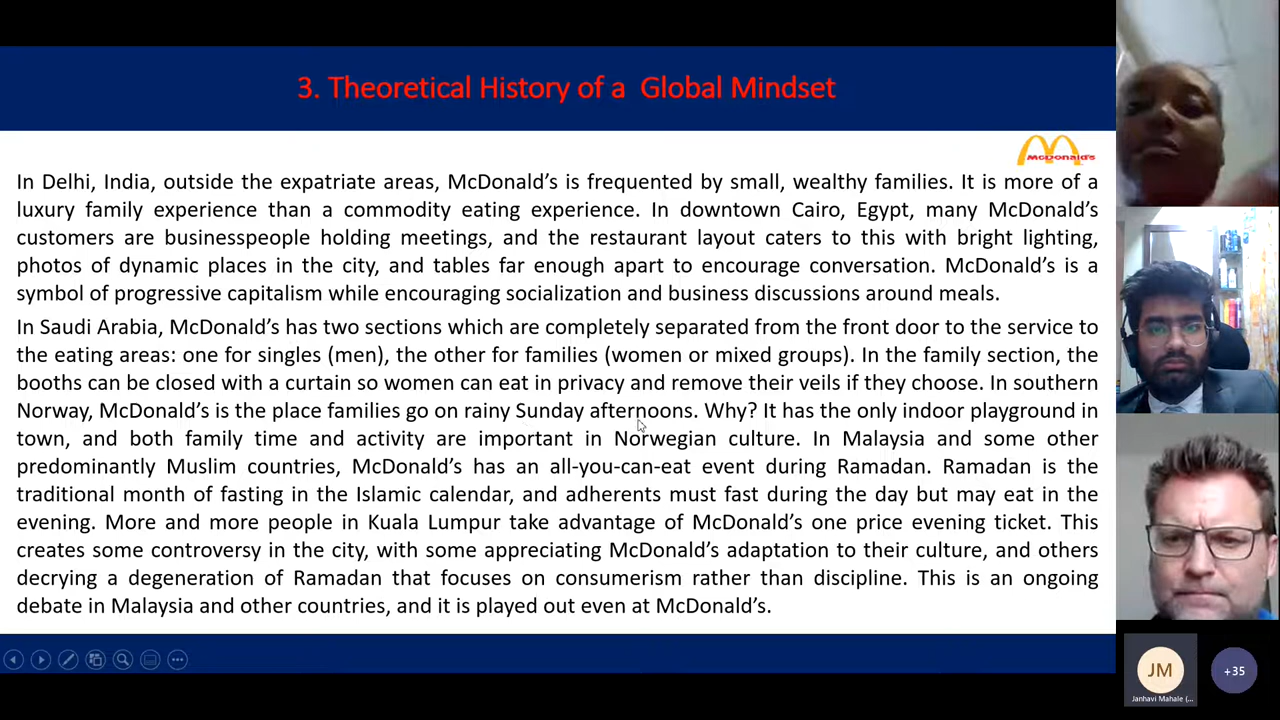 3. Theoretical History of a Global Mindset
McDonald's
In Delhi, India, outside the expatriate areas, McDonald's is frequented by small, wealthy families. It is more of a
luxury family experience than a commodity eating experience. In downtown Cairo, Egypt, many McDonald's
customers are businesspeople holding meetings, and the restaurant layout caters to this with bright lighting,
photos of dynamic places in the city, and tables far enough apart to encourage conversation. McDonald's is a
symbol of progressive capitalism while encouraging socialization and business discussions around meals.
In Saudi Arabia, McDonald's has two sections which are completely separated from the front door to the service to
the eating areas: one for singles (men), the other for families (women or mixed groups). In the family section, the
booths can be closed with a curtain so women can eat in privacy and remove their veils if they choose. In southern
Norway, McDonald's is the place families go on rainy Sunday afternoons. Why? It has the only indoor playground in
town, and both family time and activity are important in Norwegian culture. In Malaysia and some other
predominantly Muslim countries, McDonald's has an all-you-can-eat event during Ramadan. Ramadan is the
traditional month of fasting in the Islamic calendar, and adherents must fast during the day but may eat in the
evening. More and more people in Kuala Lumpur take advantage of McDonald's one price evening ticket. This
creates some controversy in the city, with some appreciating McDonald's adaptation to their culture, and others
decrying a degeneration of Ramadan that focuses on consumerism rather than discipline. This is an ongoing
debate in Malaysia and other countries, and it is played out even at McDonald's.
JM
Janhavi Mahale (...
+35